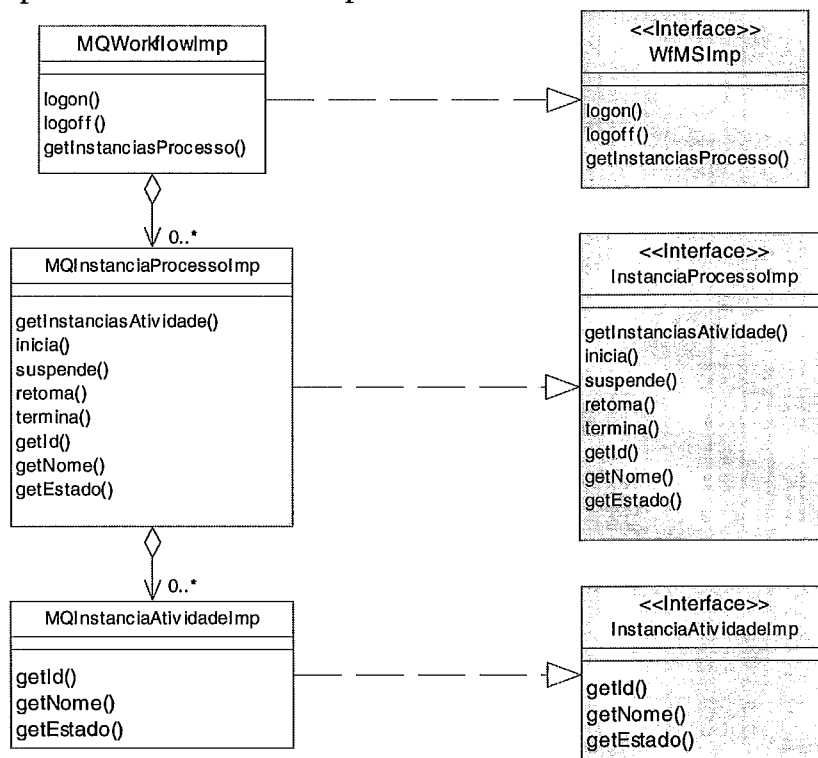 MQWorkflowImp
logon()
logoff()
getInstanciasProcesso()
0..*
MQInstanciaProcessoImp
getInstanciasAtividade()
inicia()
suspende()
retoma()
termina()
getId()
getNome()
getEstado()
0..*
MQInstanciaAtividadeImp
getId()
getNome()
getEstado()
<<Interface>>
WfMSImp
logon()
logoff()
getInstanciasProcesso()
<<Interface>>
InstanciaProcessoImp
getInstanciasAtividade()
inicia()
suspende()
retoma()
termina()
getId()
getNome()
getEstado()
<<Interface>>
InstanciaAtividadeImp
getId()
getNome()
getEstado()